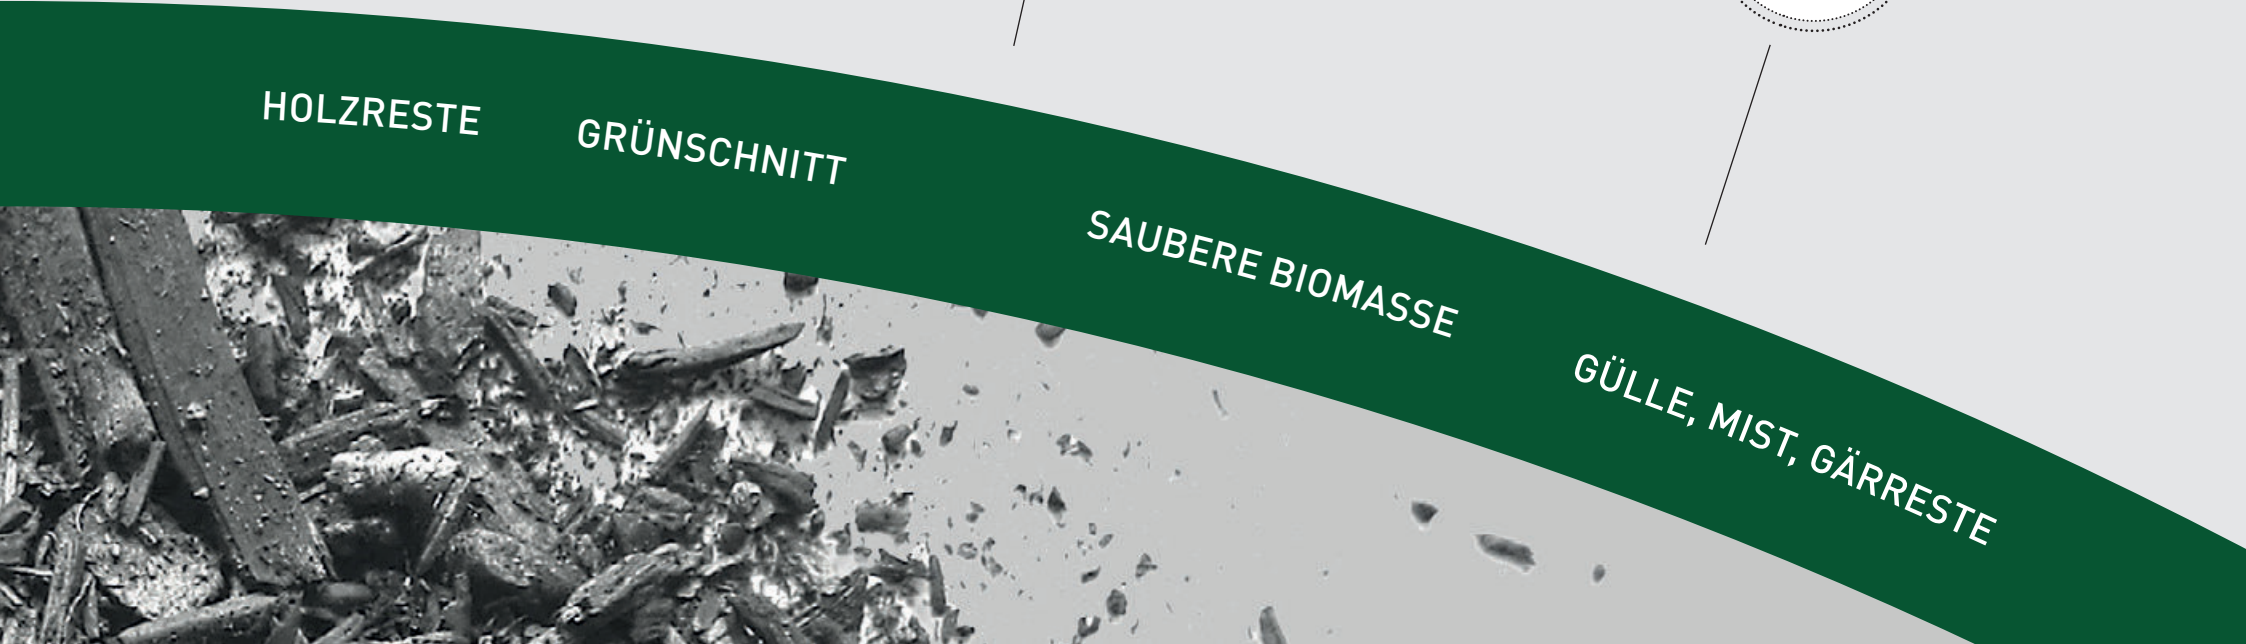 HOLZRESTE
GRÜNSCHNITT
SAUBERE BIOMASSE
GÜLLE, MIST, GÄRRESTE